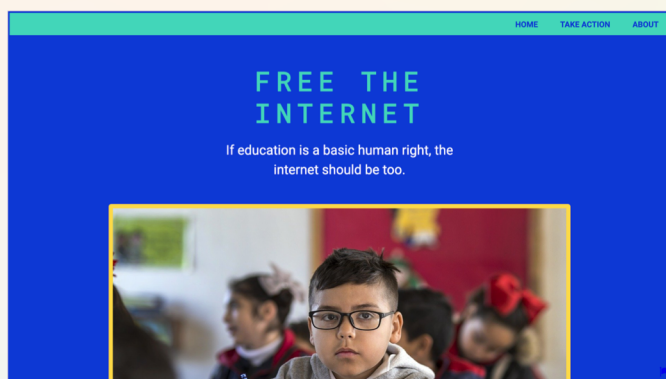 HOME TAKE ACTION ABOUT
FREE THE
INTERNET
If education is a basic human right, the
internet should be too.